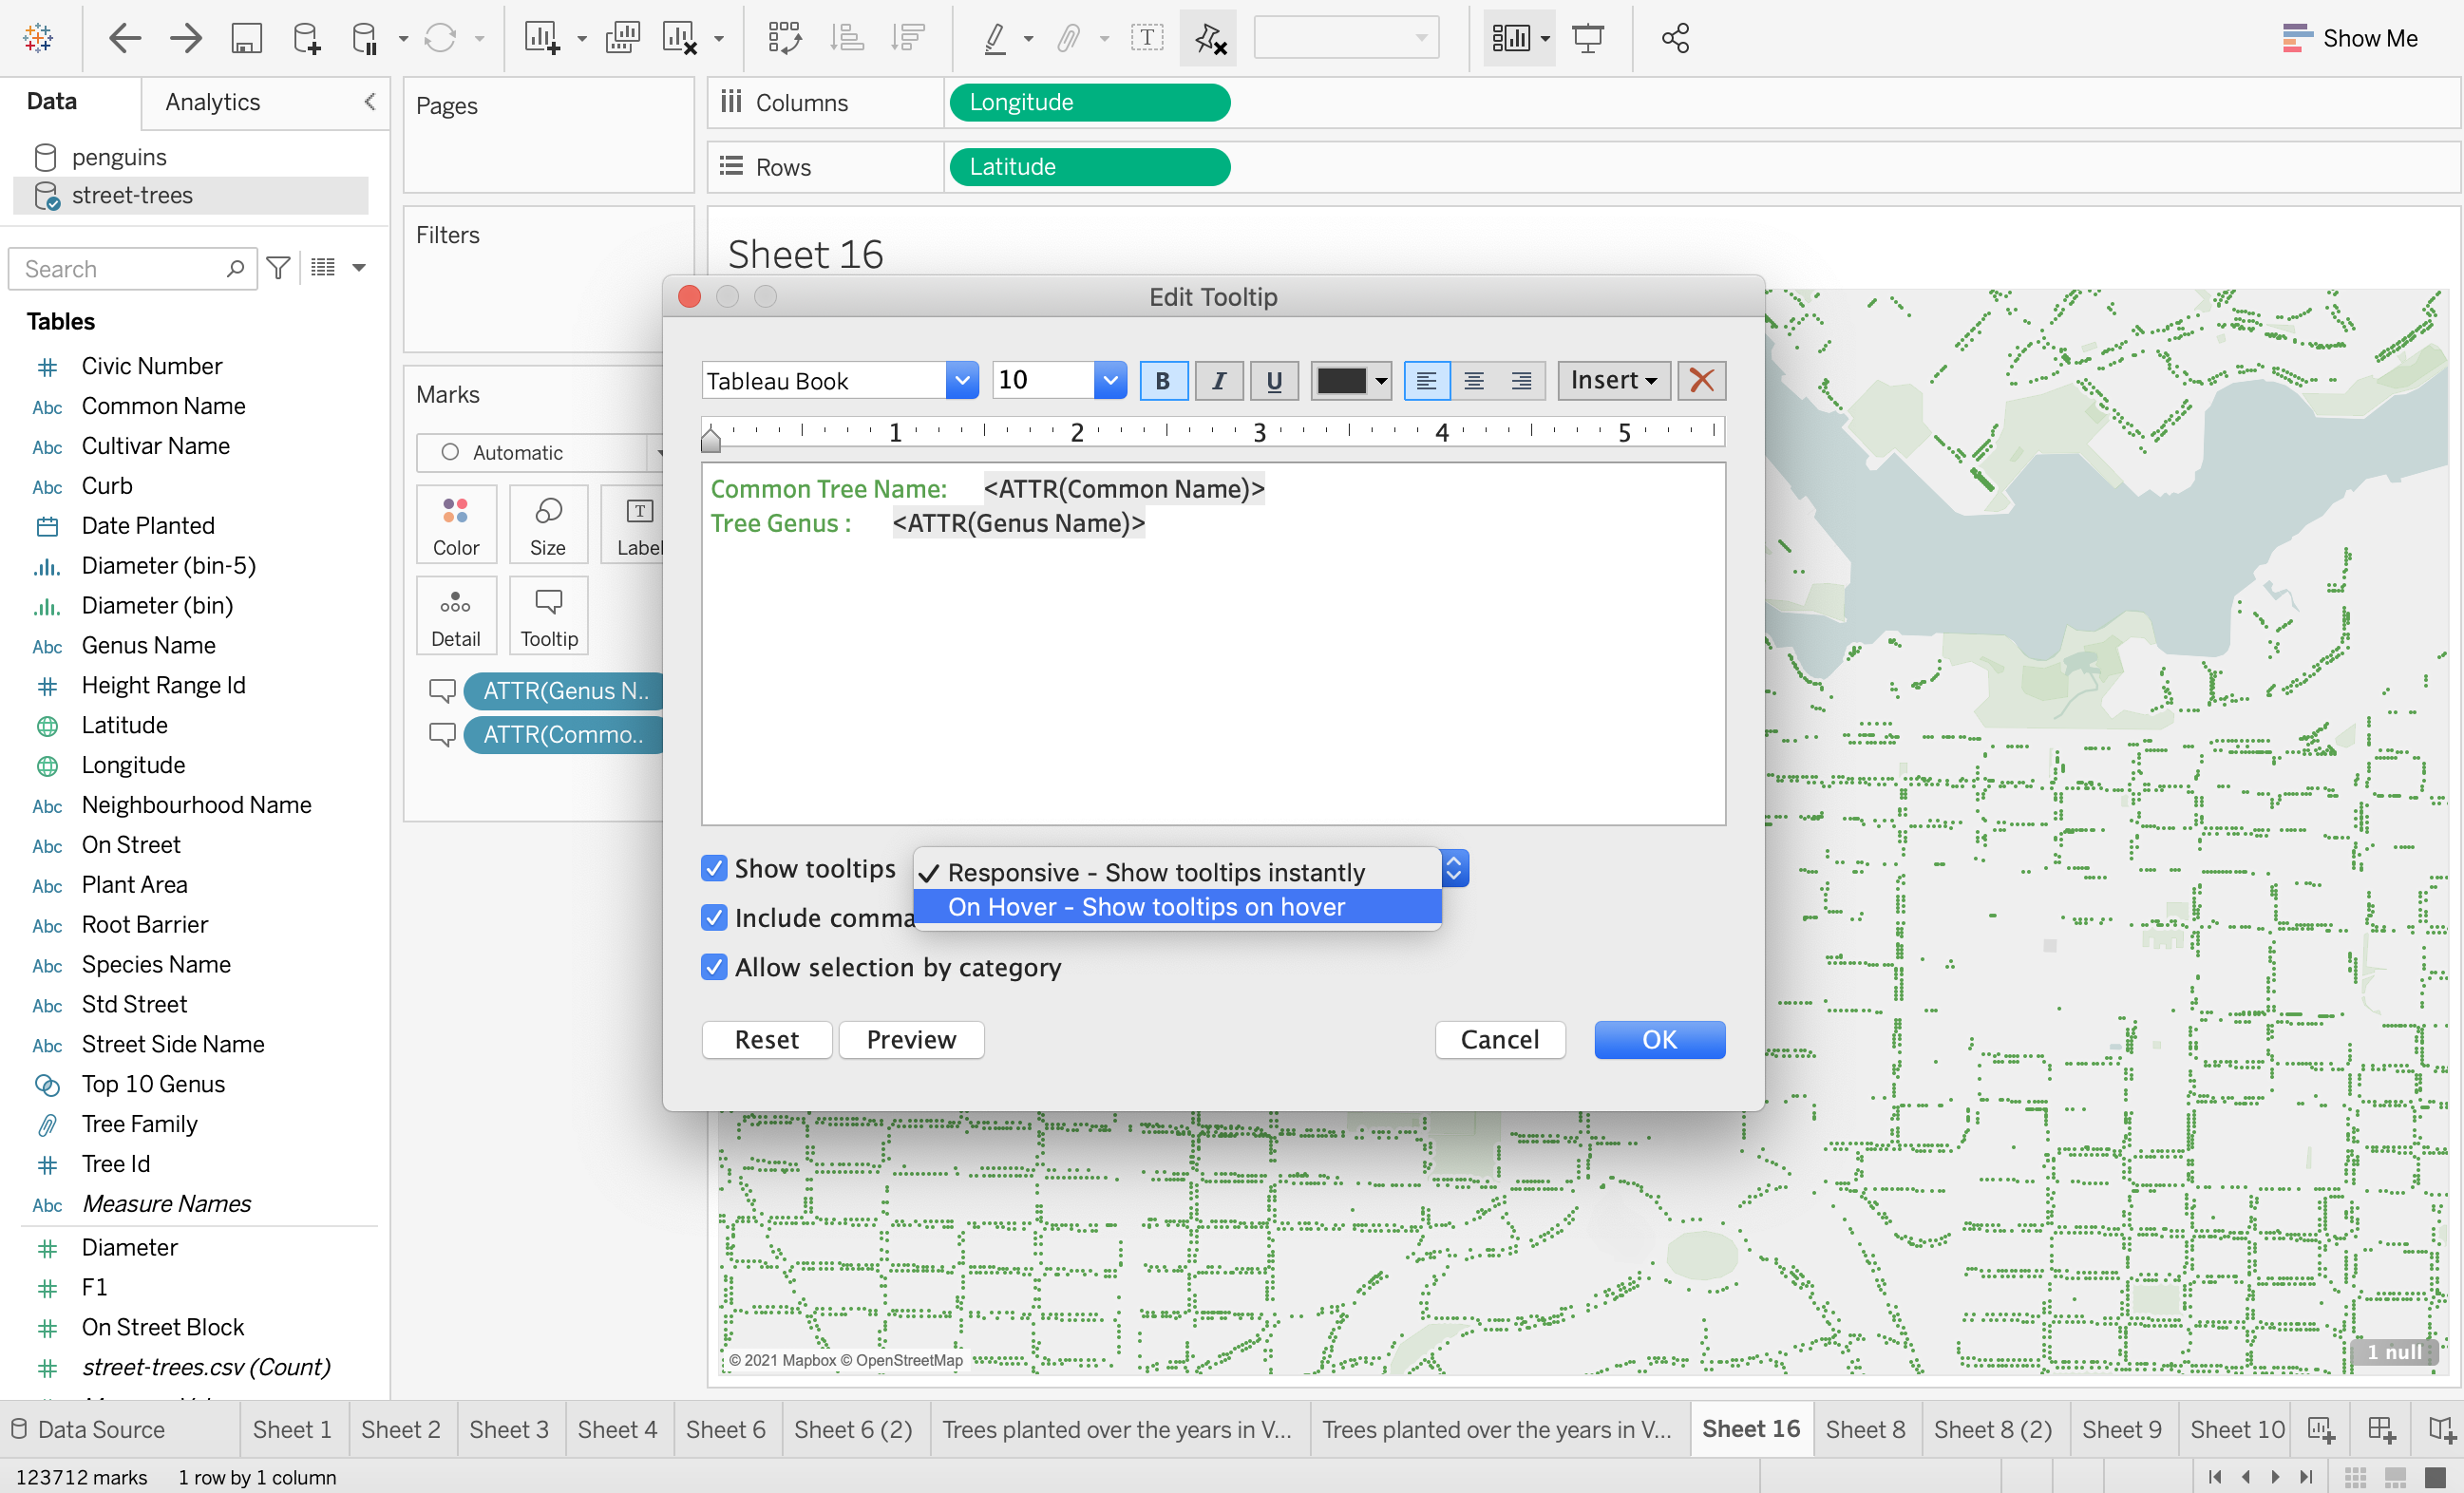 Show Me
Data
Analytics
penguins
street-trees
Search
Tables
Civic Number
Abc Common Name
Abc Cultivar Name
Abc Curb
Date Planted
Diameter (bin-5)
Diameter (bin)
Abc Genus Name
Height Range Id
Latitude
Longitude
Abc Neighbourhood Name
Abc On Street
Abc Plant Area
Abc Root Barrier
Abc Species Name
Abc Std Street
Abc Street Side Name
Top 10 Genus
Tree Family
Tree Id
Abc Measure Names
Diameter
F1
On Street Block
street-trees.csv (Count)
Pages
Filters
Marks
Automatic
Color
Size
Label
T
Detail
Tooltip
ATTR(Genus N..
ATTR(Commo..
Columns
Longitude
Rows
Latitude
Sheet 16
Edit Tooltip
Tableau Book
10
B
I
U
Insert
1 2 3 4 5
Common Tree Name: <ATTR(Common Name)>
Tree Genus : <ATTR(Genus Name)>
Show tooltips
Responsive - Show tooltips instantly
On Hover - Show tooltips on hover
Include comma
Allow selection by category
Reset
Preview
Cancel
OK
© 2021 Mapbox © OpenStreetMap
1 null
Data Source
Sheet 1
Sheet 2
Sheet 3
Sheet 4
Sheet 6
Sheet 6 (2)
Trees planted over the years in V...
Trees planted over the years in V...
Sheet 16
Sheet 8
Sheet 8 (2)
Sheet 9
Sheet 10
123712 marks
1 row by 1 column